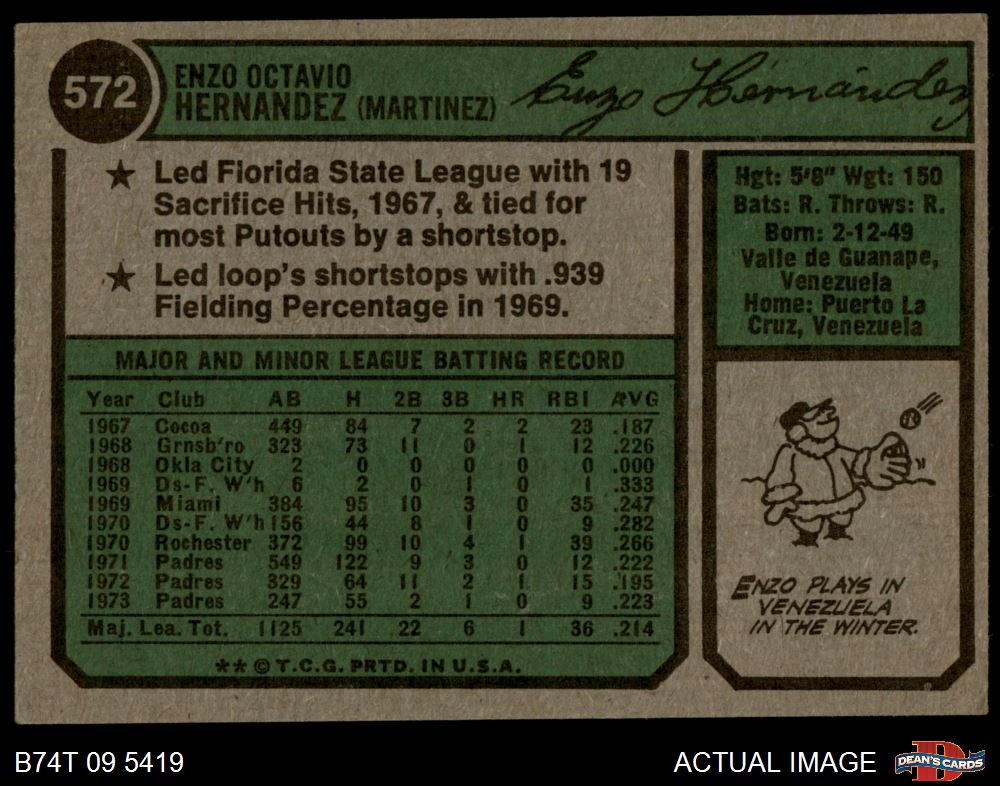 572
ENZO OCTAVIO
HERNANDEZ (MARTINEZ)
Enzo Hernández
★ Led Florida State League with 19
Sacrifice Hits, 1967, & tied for
most Putouts by a shortstop.
★ Led loop's shortstops with .939
Fielding Percentage in 1969.
Hgt: 5'8" Wgt: 150
Bats: R. Throws: R.
Born: 2-12-49
Valle de Guanape,
Venezuela
Home: Puerto La
Cruz, Venezuela
MAJOR AND MINOR LEAGUE BATTING RECORD
Year Club AB H 2B 3B HR RBI AVG
1967 Cocoa 449 84 7 2 2 23 .187
1968 Grnsb'ro 323 73 11 0 1 12 .226
1968 Okla City 2 0 0 0 0 0 .000
1969 Ds-F. W'h 6 2 0 1 0 1 .333
1969 Miami 384 95 10 3 0 35 .247
1970 Ds-F. W'h 156 44 8 1 0 9 .282
1970 Rochester 372 99 10 4 1 39 .266
1971 Padres 549 122 9 3 0 12 .222
1972 Padres 329 64 11 2 1 15 .195
1973 Padres 247 55 2 1 0 9 .223
Maj. Lea. Tot. 1125 241 22 6 1 36 .214
** © T.C.G. PRTD. IN U.S.A.
ENZO PLAYS IN
VENEZUELA
IN THE WINTER.
B74T 09 5419
ACTUAL IMAGE
DEAN'S CARDS